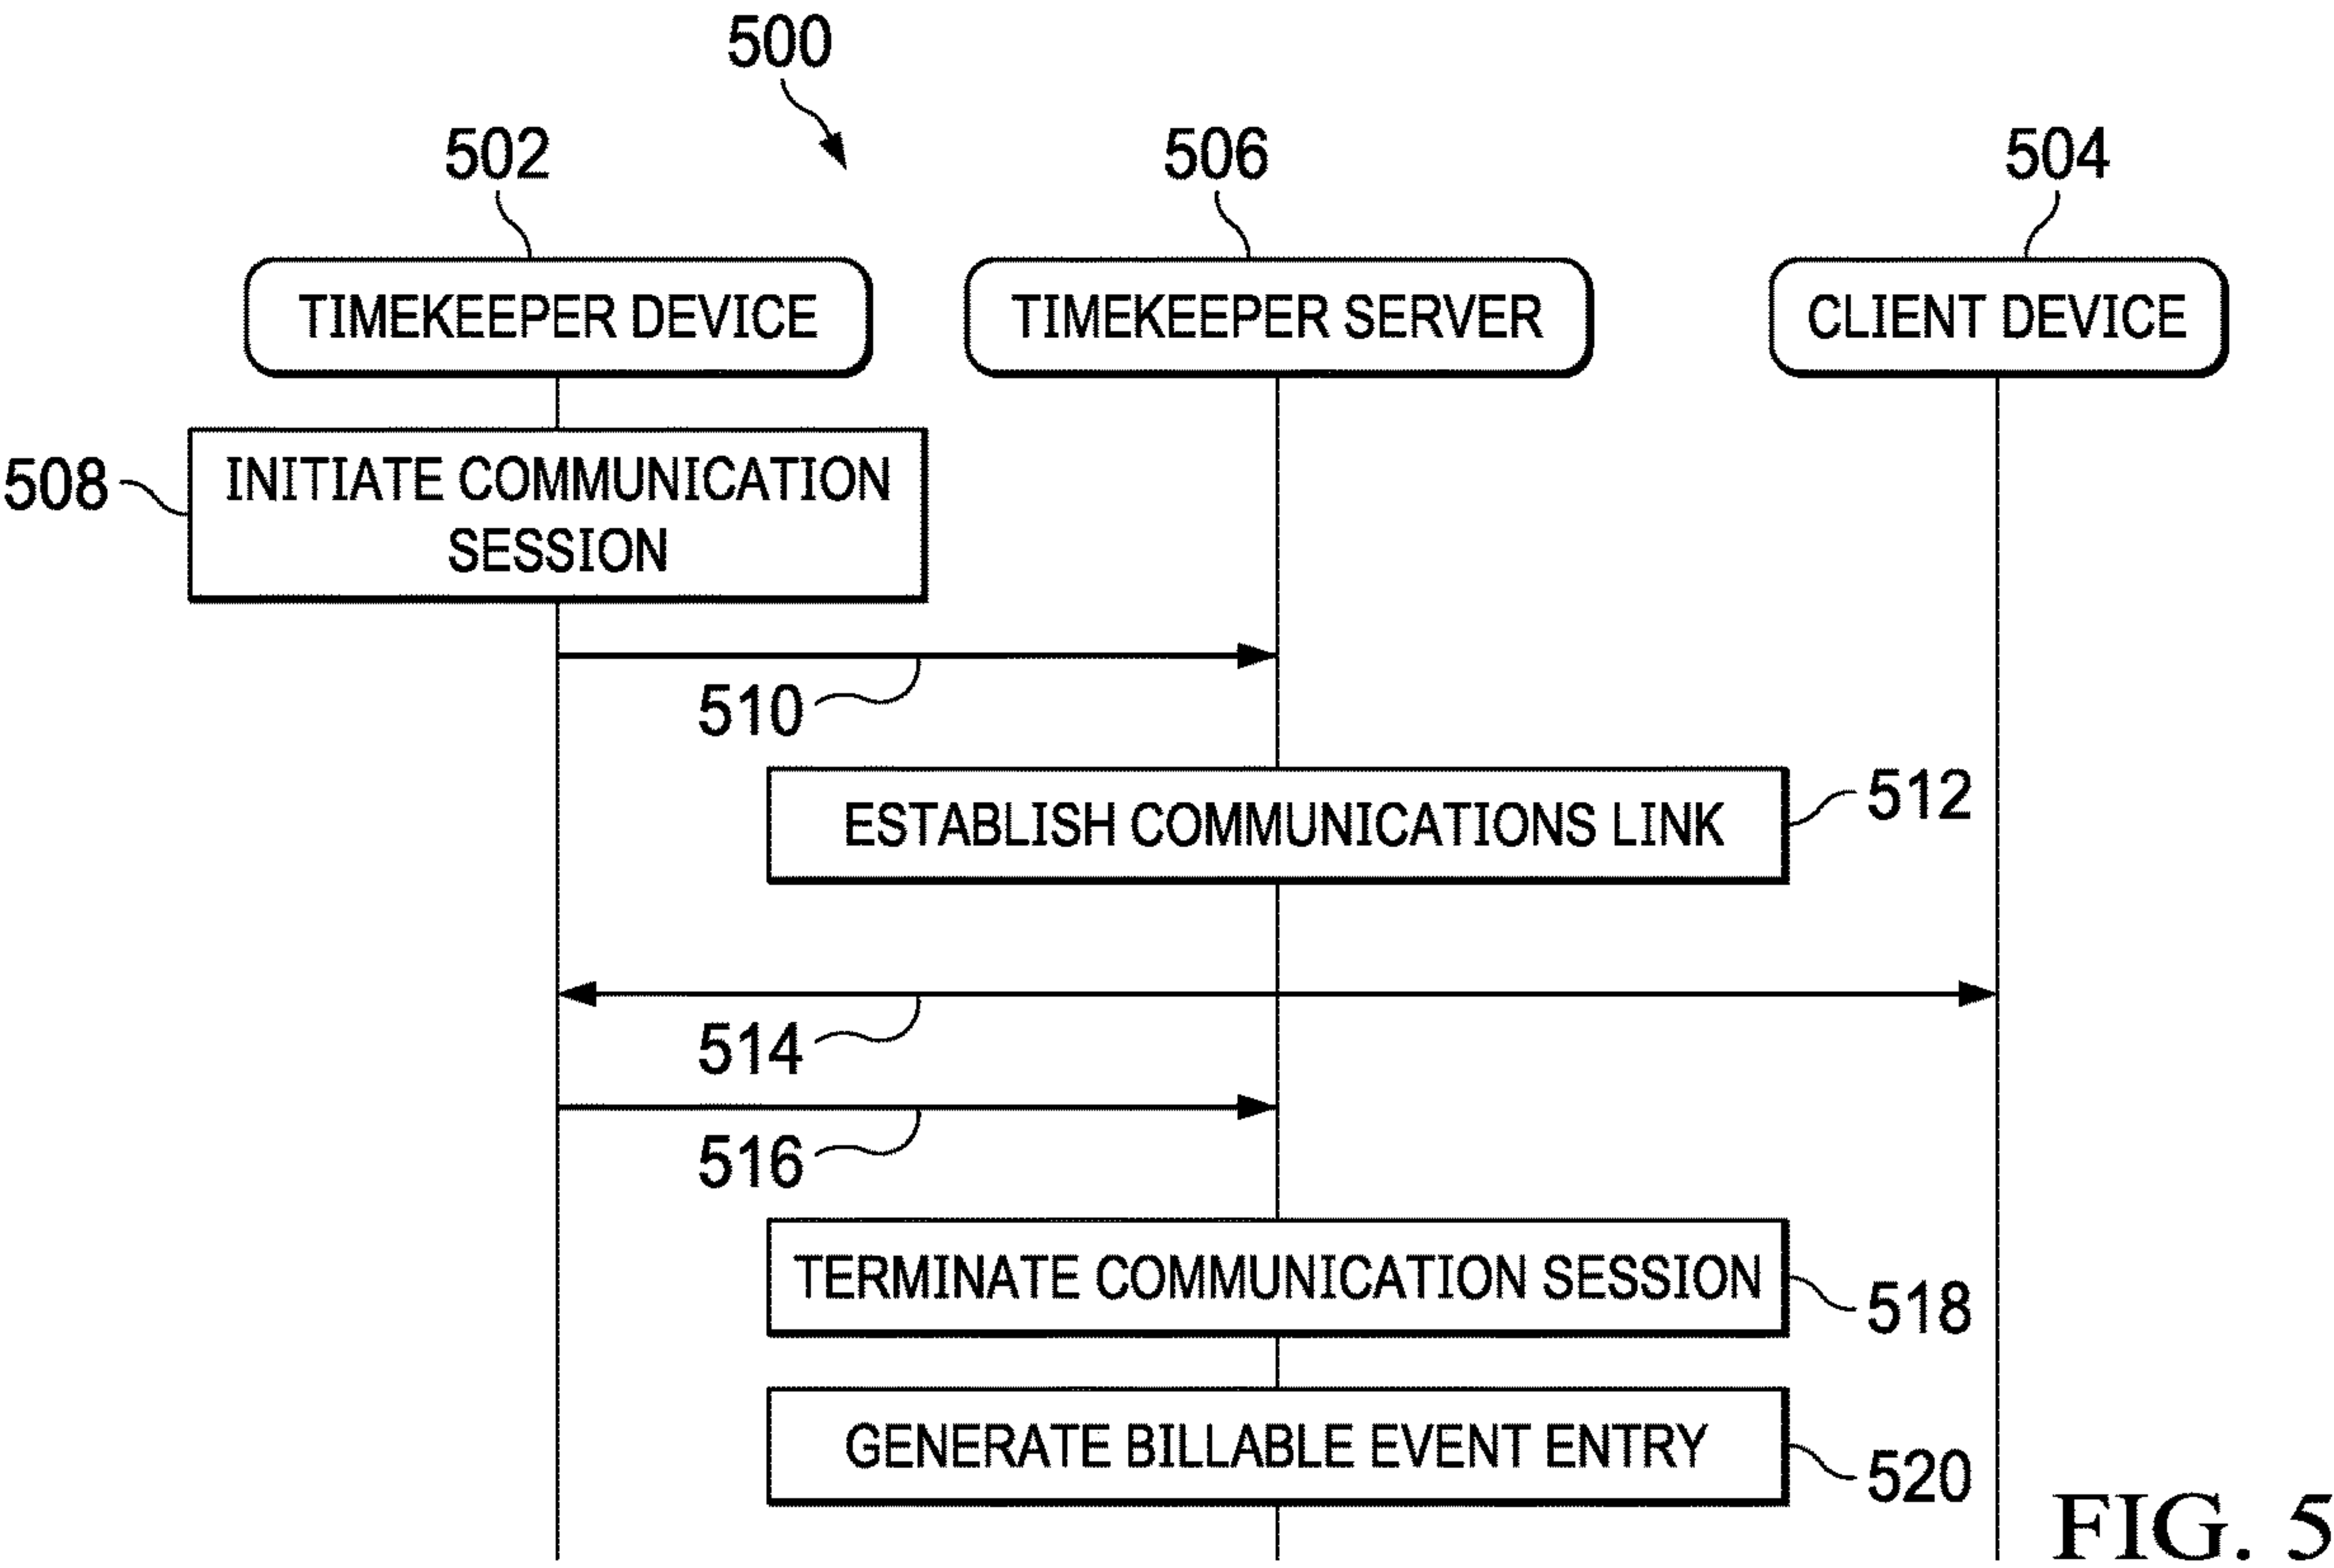 500
502
506
504
TIMEKEEPER DEVICE
TIMEKEEPER SERVER
CLIENT DEVICE
508
INITIATE COMMUNICATION
SESSION
510
512
ESTABLISH COMMUNICATIONS LINK
514
516
TERMINATE COMMUNICATION SESSION
518
GENERATE BILLABLE EVENT ENTRY
520
FIG. 5